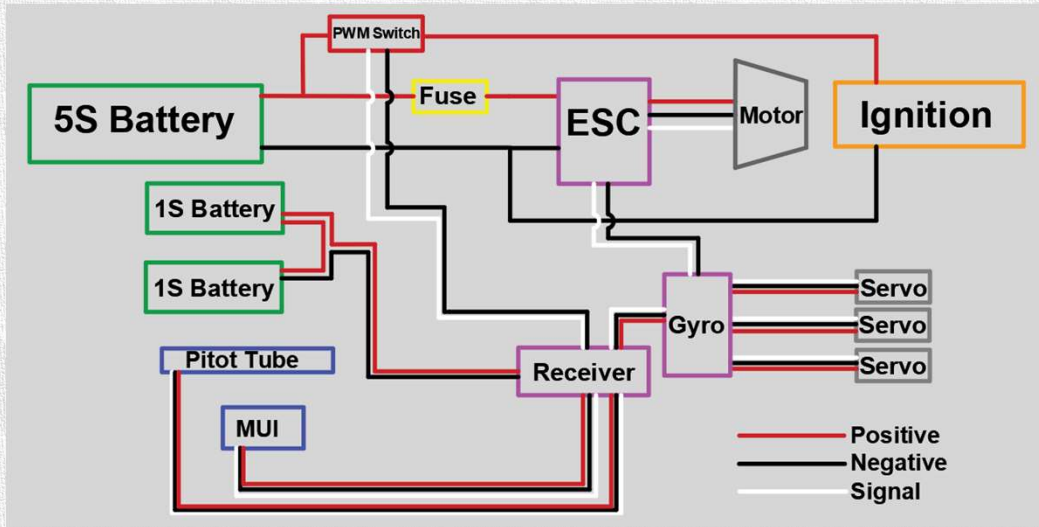 PWM Switch
5S Battery
Fuse
ESC
Motor
Ignition
1S Battery
1S Battery
Gyro
Servo
Servo
Servo
Pitot Tube
Receiver
MUI
Positive
Negative
Signal